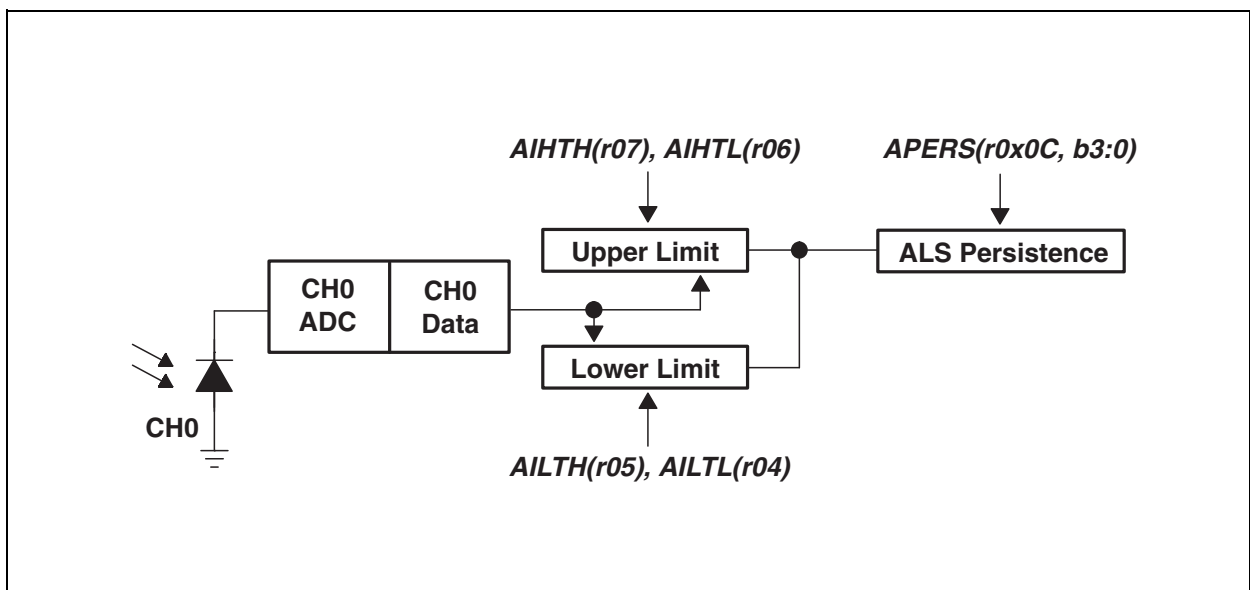 AIHTH(r07), AIHTL(r06)
APERS(r0x0C, b3:0)
Upper Limit
ALS Persistence
CH0
ADC
CH0
Data
Lower Limit
CH0
AILTH(r05), AILTL(r04)